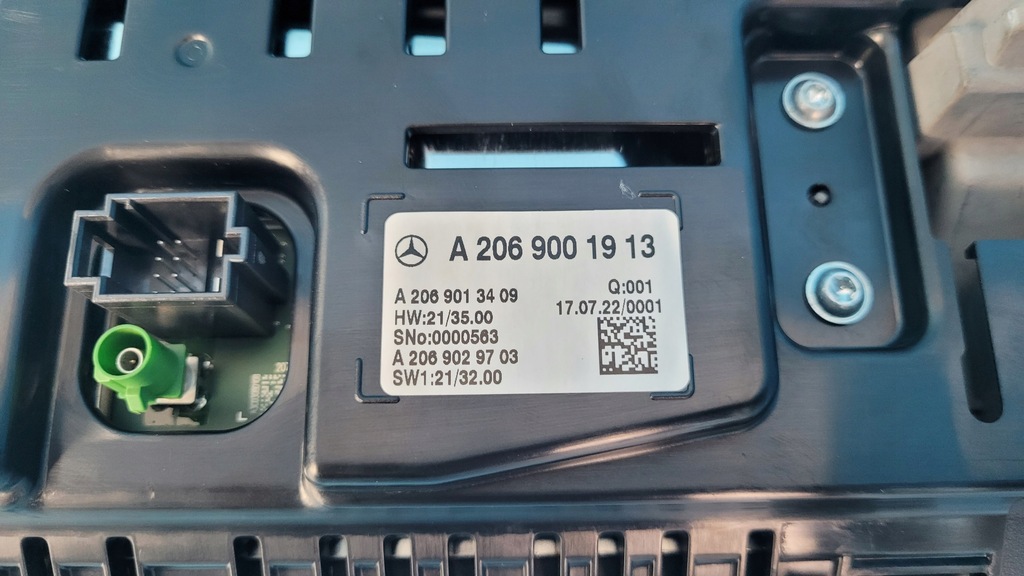 A 206 900 19 13
A 206 901 34 09
Q:001
HW:21/35.00
17.07.22/0001
SNo:0000563
A 206 902 97 03
SW1:21/32.00